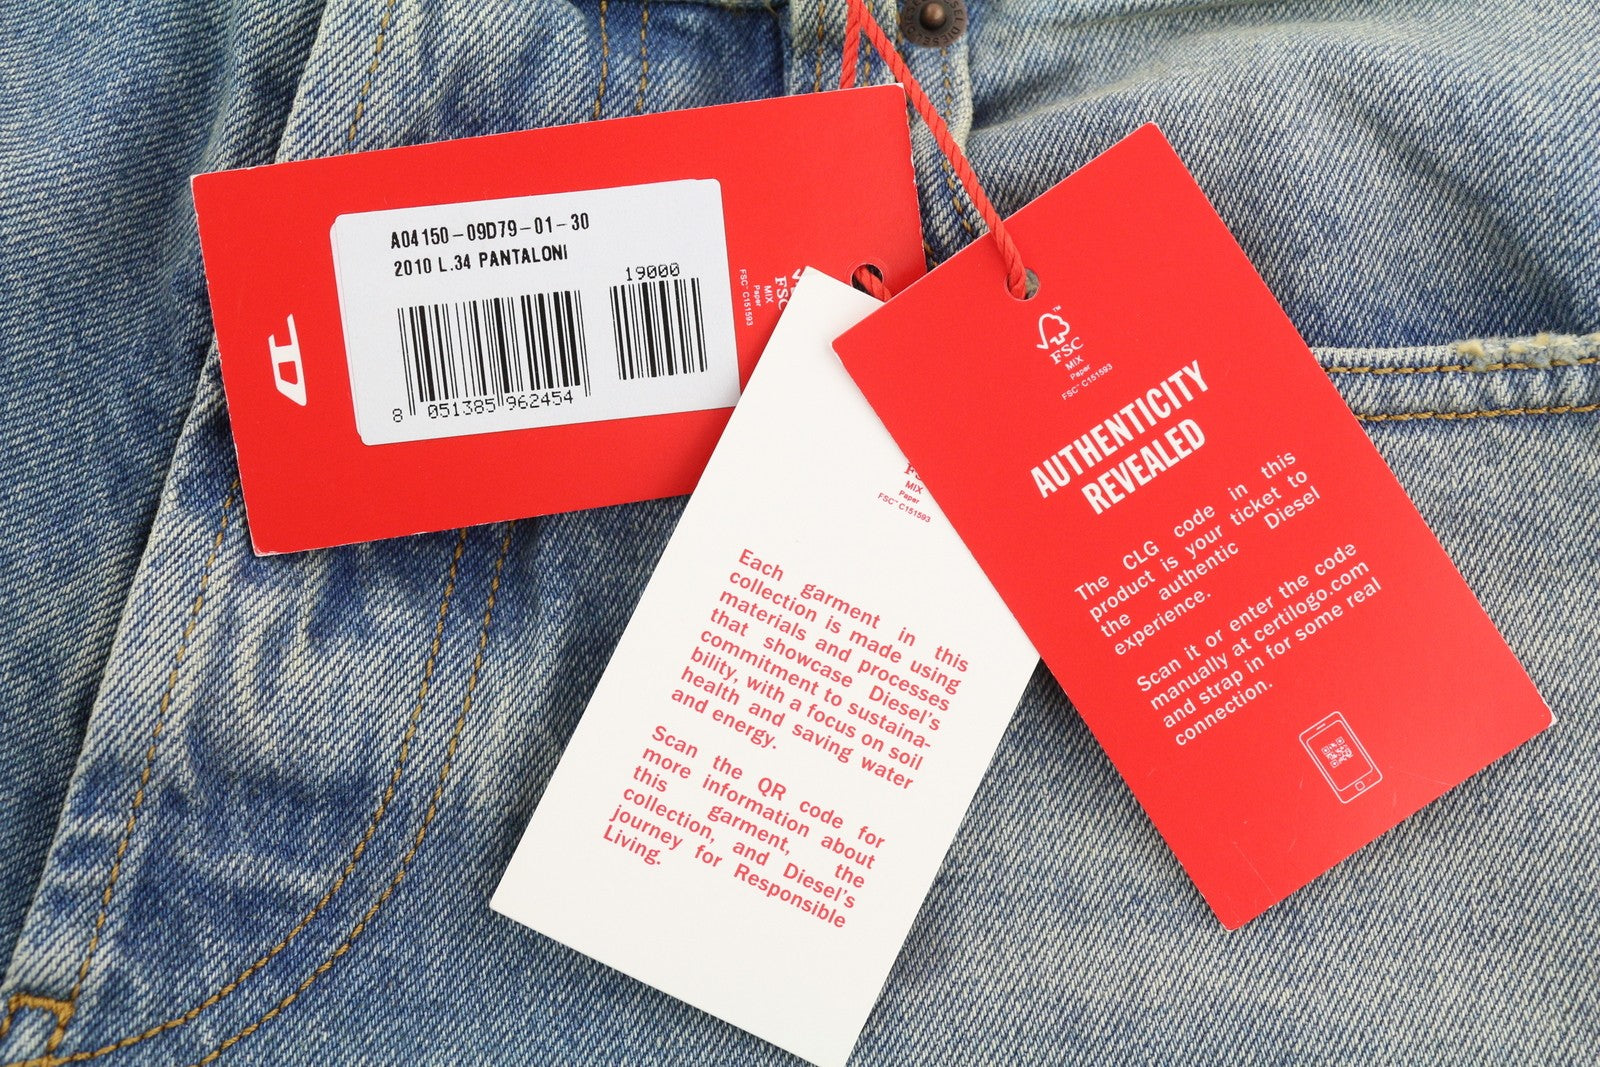 A04150-09D79-01-30
2010 L.34 PANTALONI
19000
8 051385 962454
FSC
MIX
Paper
FSC™ C151593
MIX
Paper
FSC™ C151593
Each garment in this
collection is made using
materials and processes
that showcase Diesel's
commitment to sustaina-
bility, with a focus on soil
health and saving water
and energy.
Scan the QR code for
more information about
this garment, the
collection, and Diesel's
journey for Responsible
Living.
FSC
MIX
Paper
FSC™ C151593
AUTHENTICITY
REVEALED
The CLG code in this
product is your ticket to
the authentic Diesel
experience.
Scan it or enter the code
manually at certilogo.com
and strap in for some real
connection.